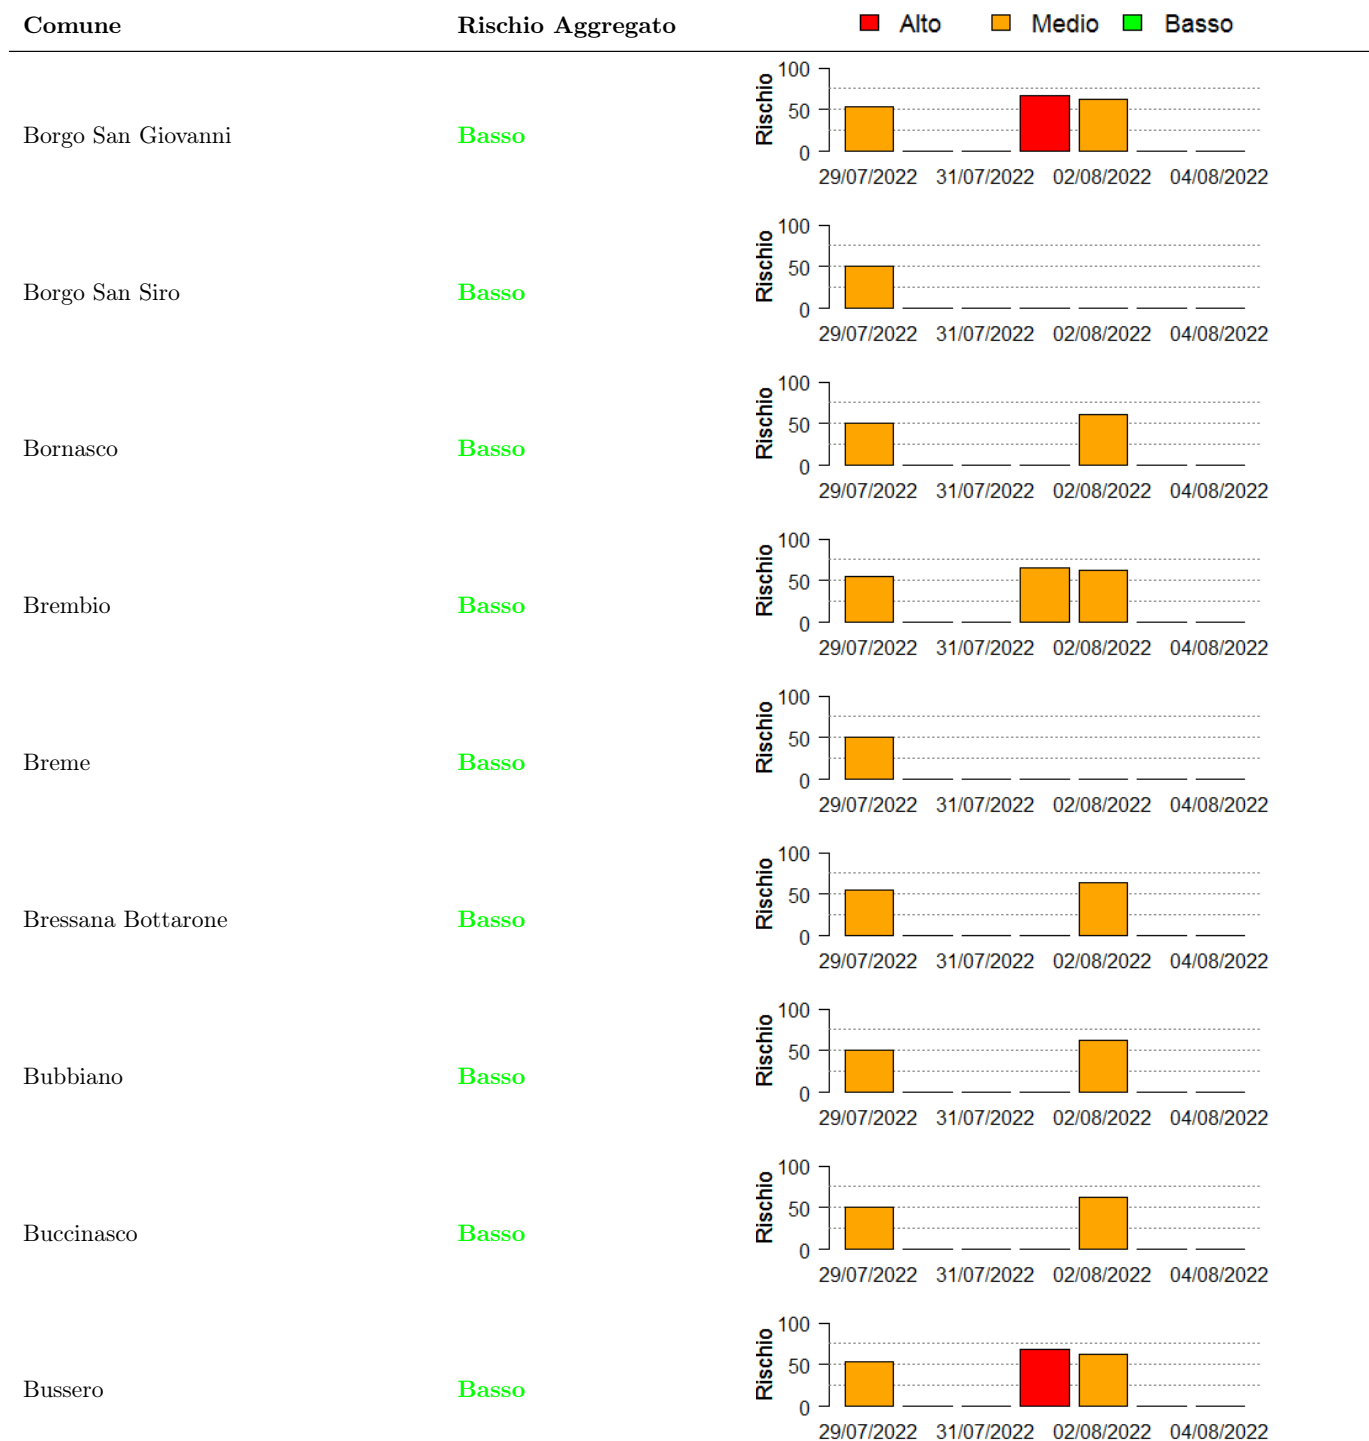 Comune Rischio Aggregato Alto Medio Basso
100
Rischio
50
Borgo San Giovanni Basso
0
29/07/2022 31/07/2022 02/08/2022 04/08/2022
100
Rischio
50
Borgo San Siro Basso
0
29/07/2022 31/07/2022 02/08/2022 04/08/2022
100
Rischio
50
Bornasco Basso
0
29/07/2022 31/07/2022 02/08/2022 04/08/2022
100
Rischio
50
Brembio Basso
0
29/07/2022 31/07/2022 02/08/2022 04/08/2022
100
Rischio
50
Breme Basso
0
29/07/2022 31/07/2022 02/08/2022 04/08/2022
100
Rischio
50
Bressana Bottarone Basso
0
29/07/2022 31/07/2022 02/08/2022 04/08/2022
100
Rischio
50
Bubbiano Basso
0
29/07/2022 31/07/2022 02/08/2022 04/08/2022
100
Rischio
50
Buccinasco Basso
0
29/07/2022 31/07/2022 02/08/2022 04/08/2022
100
Rischio
50
Bussero Basso
0
29/07/2022 31/07/2022 02/08/2022 04/08/2022